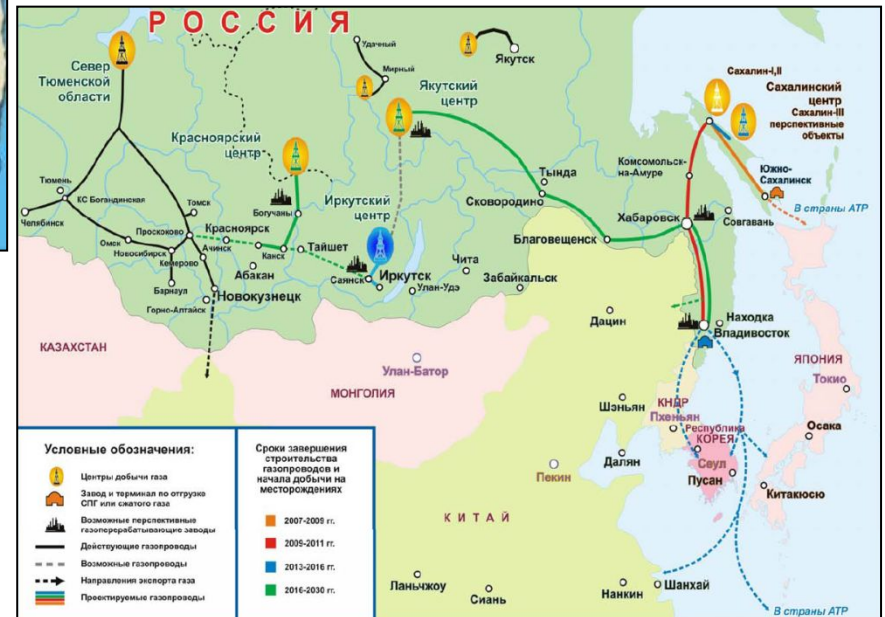 РОССИЯ
Север
Тюменской
области
Удачный
Мирный
Якутск
Якутский
центр
Красноярский
центр
Иркутский
центр
Сахалин-I,II
Сахалинский
центр
Сахалин-III
перспективные
объекты
Комсомольск-
на-Амуре
Южно-
Сахалинск
В страны АТР
Тюмень
КС Богандинская
Челябинск
Омск
Новосибирск
Барнаул
Томск
Проскоково
Кемерово
Горно-Алтайск
Красноярск
Ачинск
Новокузнецк
Абакан
Богучаны
Канск
Тайшет
Саянск
Иркутск
Улан-Удэ
Чита
Забайкальск
Тында
Сковородино
Благовещенск
Хабаровск
Совгавань
Находка
Владивосток
КАЗАХСТАН
МОНГОЛИЯ
Улан-Батор
Дацин
Шэньян
КНДР
Пхеньян
Республика
КОРЕЯ
Сеул
Пусан
ЯПОНИЯ
Токио
Осака
Китакюсю
Далян
Пекин
КИТАЙ
Ланьчжоу
Сиань
Нанкин
Шанхай
В страны АТР
Условные обозначения:
Центры добычи газа
Завод и терминал по отгрузке
СПГ или сжатого газа
Возможные перспективные
газоперерабатывающие заводы
Действующие газопроводы
Возможные газопроводы
Направления экспорта газа
Проектируемые газопроводы
Сроки завершения
строительства
газопроводов и
начала добычи на
месторождениях
2007-2009 гг.
2009-2011 гг.
2013-2016 гг.
2016-2030 гг.